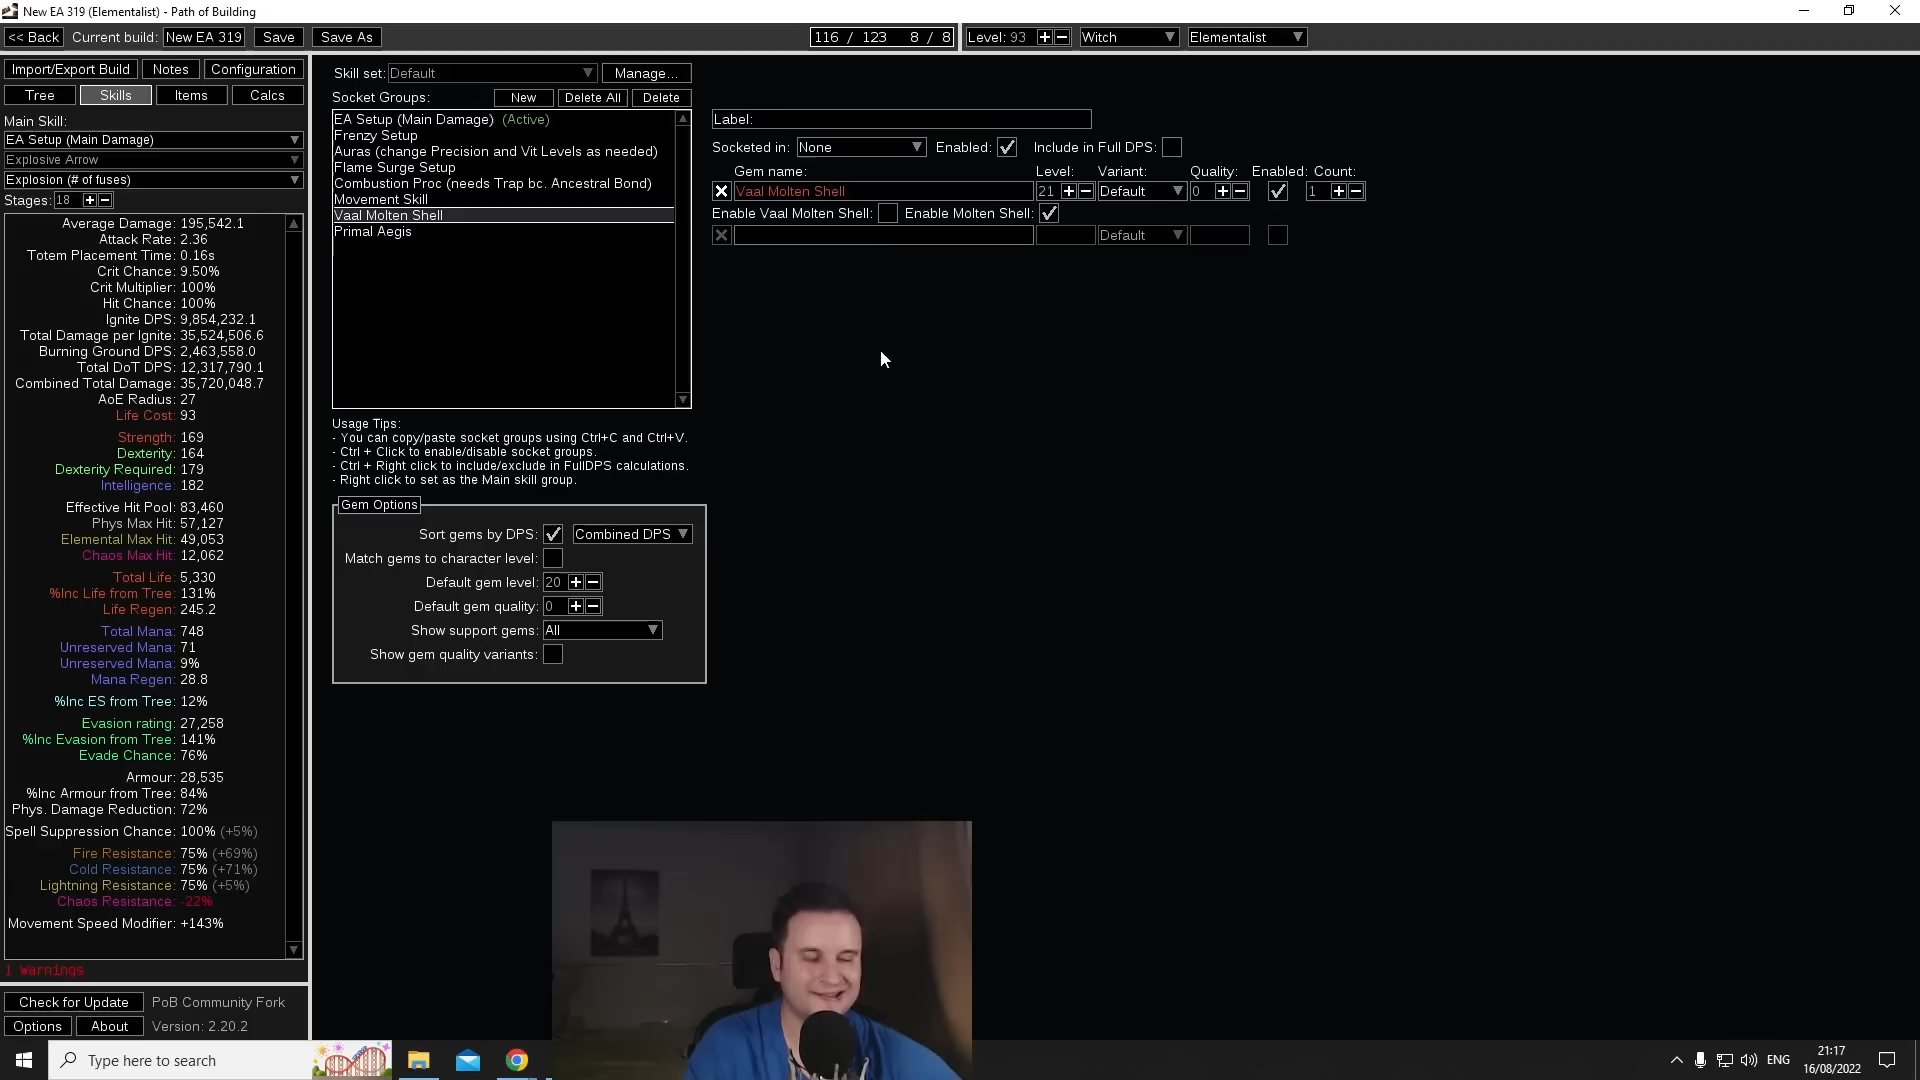 New EA 319 (Elementalist) - Path of Building
<< Back Current build: New EA 319 Save Save As 116 / 123 8 / 8 Level: 93 + - Witch Elementalist
Import/Export Build Notes Configuration
Tree Skills Items Calcs
Main Skill:
EA Setup (Main Damage)
Explosive Arrow
Explosion (# of fuses)
Stages: 18 + -
Average Damage: 195,542.1
Attack Rate: 2.36
Totem Placement Time: 0.16s
Crit Chance: 9.50%
Crit Multiplier: 100%
Hit Chance: 100%
Ignite DPS: 9,854,232.1
Total Damage per Ignite: 35,524,506.6
Burning Ground DPS: 2,463,558.0
Total DoT DPS: 12,317,790.1
Combined Total Damage: 35,720,048.7
AoE Radius: 27
Life Cost: 93
Strength: 169
Dexterity: 164
Dexterity Required: 179
Intelligence: 182
Effective Hit Pool: 83,460
Phys Max Hit: 57,127
Elemental Max Hit: 49,053
Chaos Max Hit: 12,062
Total Life: 5,330
%Inc Life from Tree: 131%
Life Regen: 245.2
Total Mana: 748
Unreserved Mana: 71
Unreserved Mana: 9%
Mana Regen: 28.8
%Inc ES from Tree: 12%
Evasion rating: 27,258
%Inc Evasion from Tree: 141%
Evade Chance: 76%
Armour: 28,535
%Inc Armour from Tree: 84%
Phys. Damage Reduction: 72%
Spell Suppression Chance: 100% (+5%)
Fire Resistance: 75% (+69%)
Cold Resistance: 75% (+71%)
Lightning Resistance: 75% (+5%)
Chaos Resistance: -22%
Movement Speed Modifier: +143%
1 Warnings
Check for Update PoB Community Fork
Options About Version: 2.20.2
Skill set: Default Manage...
Socket Groups: New Delete All Delete
EA Setup (Main Damage) (Active)
Frenzy Setup
Auras (change Precision and Vit Levels as needed)
Flame Surge Setup
Combustion Proc (needs Trap bc. Ancestral Bond)
Movement Skill
Vaal Molten Shell
Primal Aegis
Usage Tips:
- You can copy/paste socket groups using Ctrl+C and Ctrl+V.
- Ctrl + Click to enable/disable socket groups.
- Ctrl + Right click to include/exclude in FullDPS calculations.
- Right click to set as the Main skill group.
Gem Options
Sort gems by DPS: Combined DPS
Match gems to character level:
Default gem level: 20 + -
Default gem quality: 0 + -
Show support gems: All
Show gem quality variants:
Label:
Socketed in: None Enabled: Include in Full DPS:
Gem name: Level: Variant: Quality: Enabled: Count:
Vaal Molten Shell 21 + - Default 0 + - 1 + -
Enable Vaal Molten Shell: Enable Molten Shell:
Default
Type here to search
ENG 21:17
16/08/2022